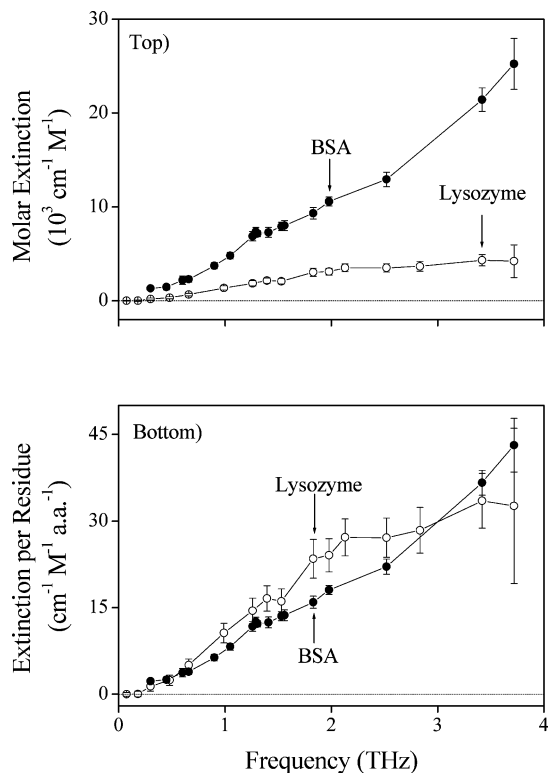 30
Top)
20
BSA
Lysozyme
10
0
Molar Extinction
(10³ cm⁻¹ M⁻¹)
45
Bottom)
Lysozyme
30
15
BSA
0
Extinction per Residue
(cm⁻¹ M⁻¹ a.a.⁻¹)
0 1 2 3 4
Frequency (THz)